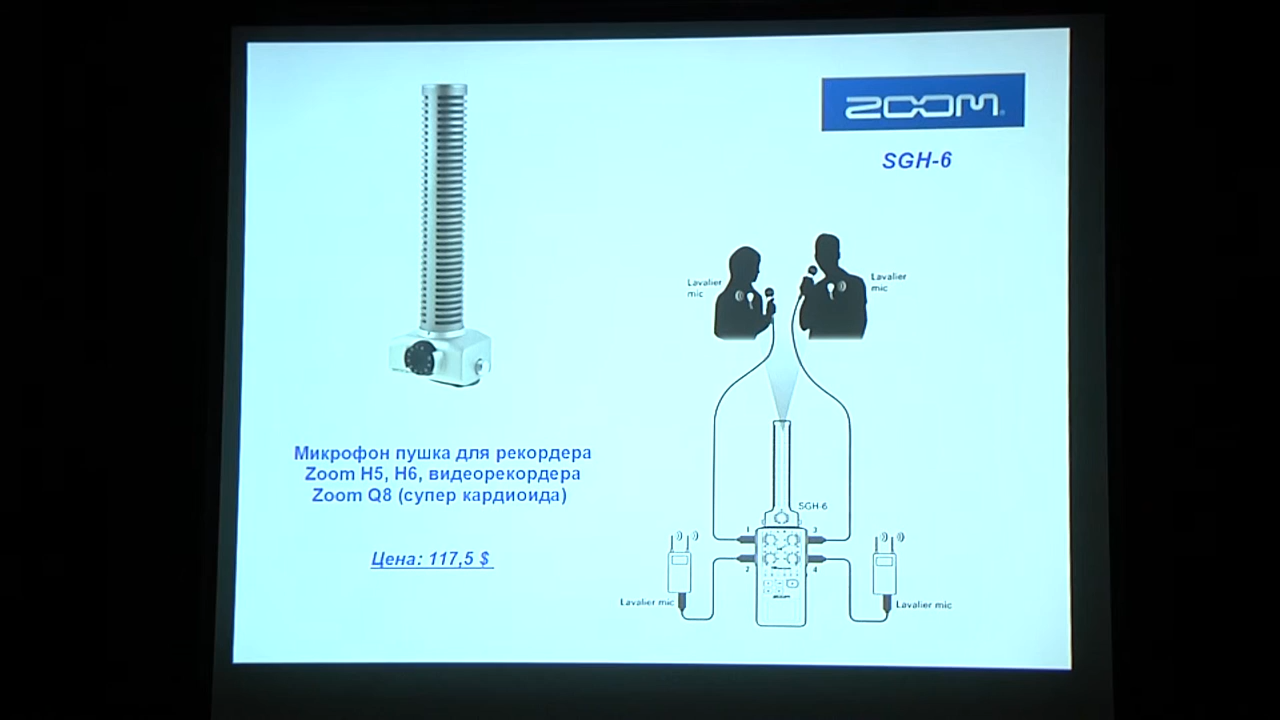 ZOOM
SGH-6
Lavalier
mic
Lavalier
mic
Микрофон пушка для рекордера
Zoom H5, H6, видеорекордера
Zoom Q8 (супер кардиоида)
Цена: 117,5 $
SGH-6
1
3
2
4
zoom
Lavalier mic
Lavalier mic